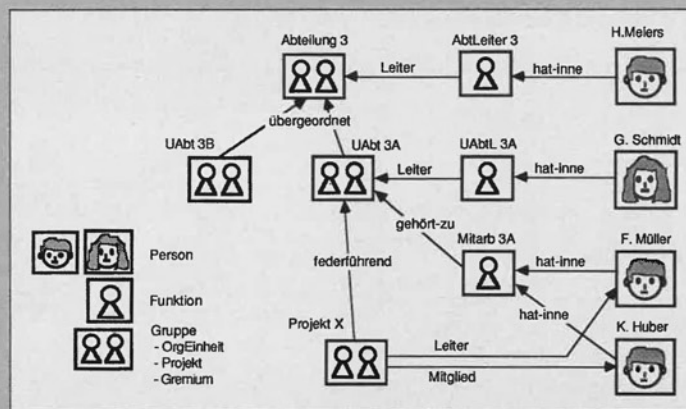 Abteilung 3
AbtLeiter 3
H.Meiers
Leiter
hat-inne
übergeordnet
UAbt 3B
UAbt 3A
UAbtL 3A
G. Schmidt
Leiter
hat-inne
gehört-zu
Mitarb 3A
F. Müller
hat-inne
federführend
hat-inne
Projekt X
K. Huber
Leiter
Mitglied
Person
Funktion
Gruppe
- OrgEinheit
- Projekt
- Gremium